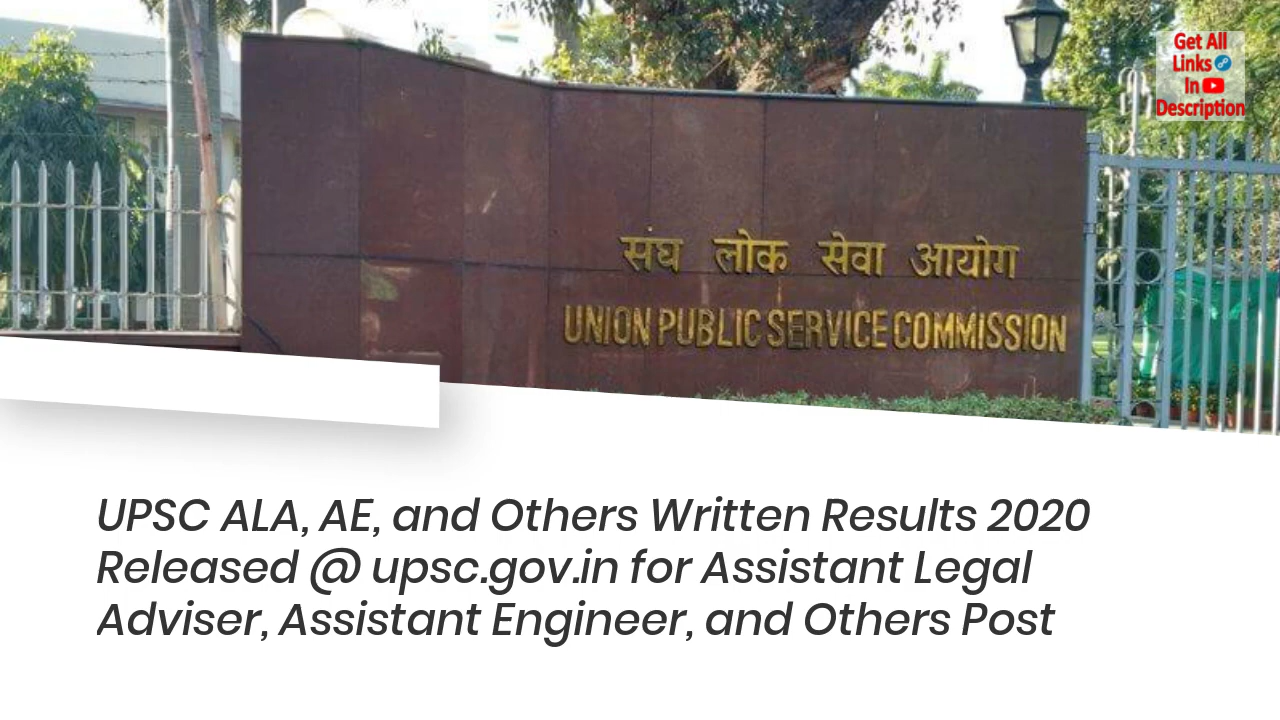 Get All
Links
In
Description
संघ लोक सेवा आयोग
UNION PUBLIC SERVICE COMMISSION
UPSC ALA, AE, and Others Written Results 2020
Released @ upsc.gov.in for Assistant Legal
Adviser, Assistant Engineer, and Others Post